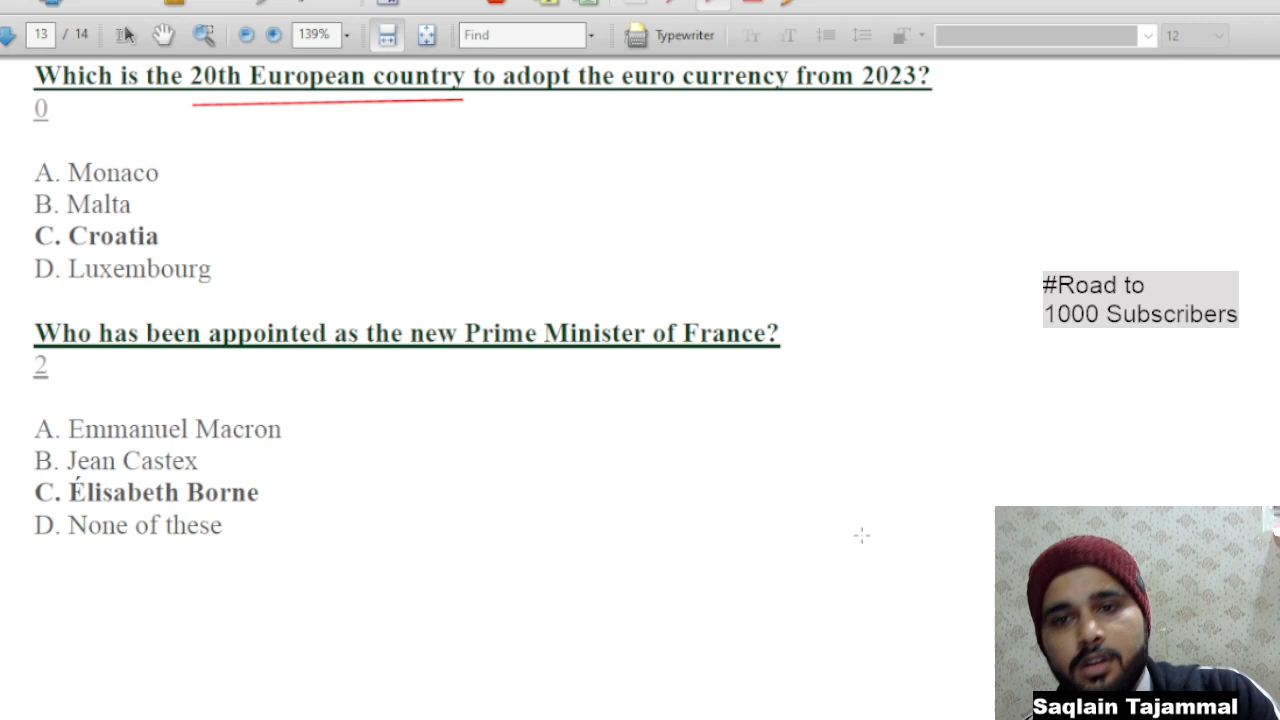 13 / 14 139% Find Typewriter 12
Which is the 20th European country to adopt the euro currency from 2023?
0
A. Monaco
B. Malta
C. Croatia
D. Luxembourg
#Road to
1000 Subscribers
Who has been appointed as the new Prime Minister of France?
2
A. Emmanuel Macron
B. Jean Castex
C. Élisabeth Borne
D. None of these
Saqlain Tajammal